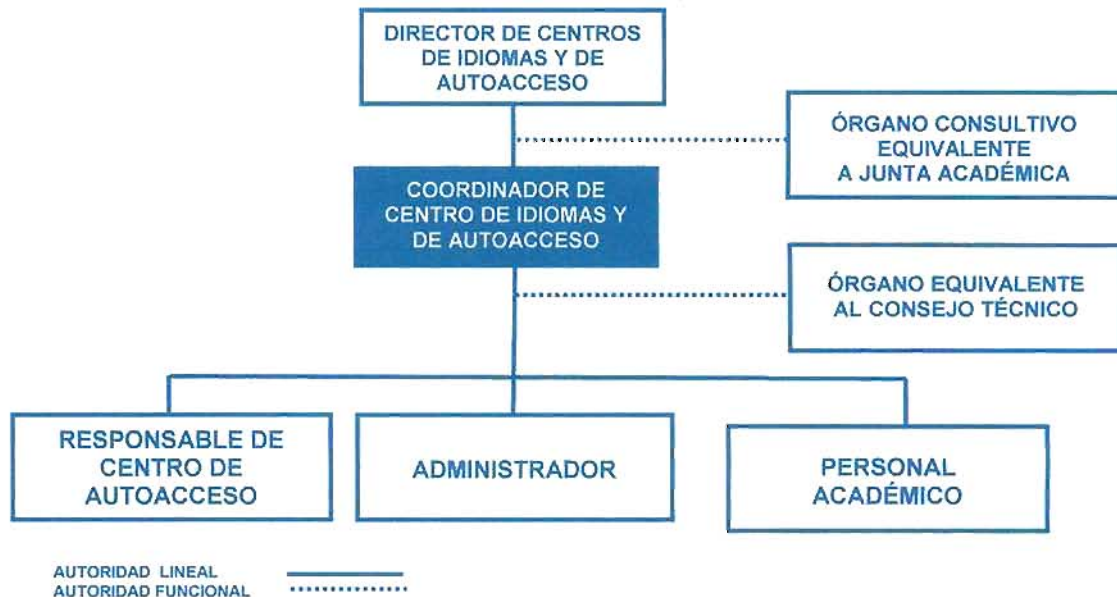 DIRECTOR DE CENTROS
DE IDIOMAS Y DE
AUTOACCESO
ÓRGANO CONSULTIVO
EQUIVALENTE
A JUNTA ACADÉMICA
COORDINADOR DE
CENTRO DE IDIOMAS Y
DE AUTOACCESO
ÓRGANO EQUIVALENTE
AL CONSEJO TÉCNICO
RESPONSABLE DE
CENTRO DE
AUTOACCESO
ADMINISTRADOR
PERSONAL
ACADÉMICO
AUTORIDAD LINEAL
AUTORIDAD FUNCIONAL